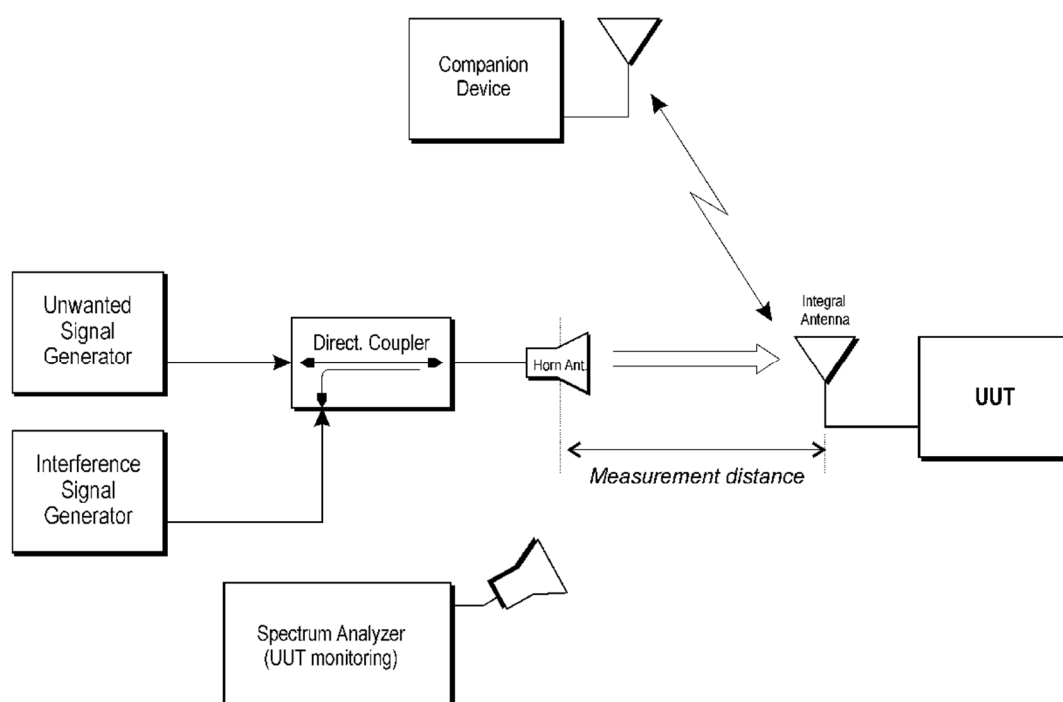 Companion
Device
Integral
Antenna
Unwanted
Signal
Generator
Direct. Coupler
Horn Ant.
UUT
Interference
Signal
Generator
Measurement distance
Spectrum Analyzer
(UUT monitoring)